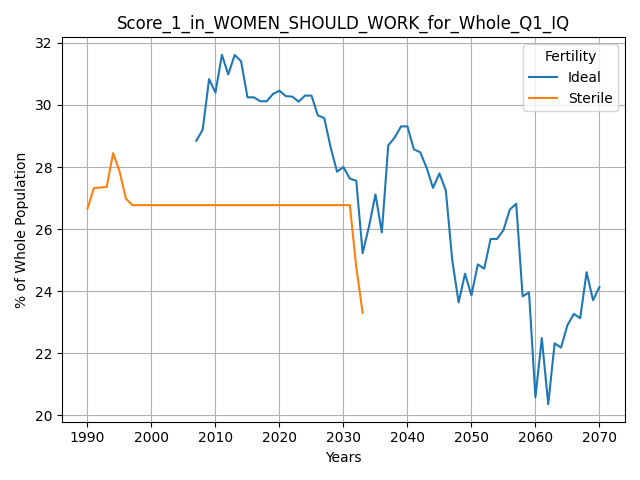 Score_1_in_WOMEN_SHOULD_WORK_for_Whole_Q1_IQ
Fertility
Ideal
Sterile
% of Whole Population
32
30
28
26
24
22
20
1990 2000 2010 2020 2030 2040 2050 2060 2070
Years